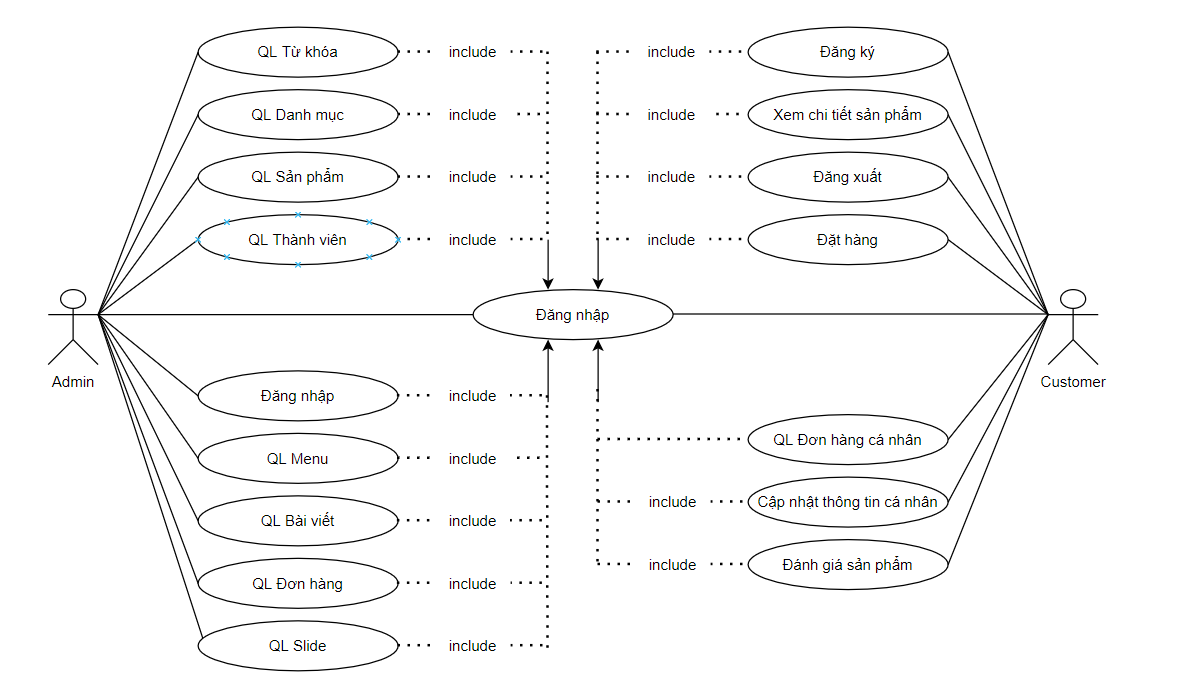 QL Từ khóa include include Đăng ký
QL Danh mục include include Xem chi tiết sản phẩm
QL Sản phẩm include include Đăng xuất
QL Thành viên include include Đặt hàng
Đăng nhập
Admin Customer
Đăng nhập include
QL Đơn hàng cá nhân
QL Menu include
include Cập nhật thông tin cá nhân
QL Bài viết include
include Đánh giá sản phẩm
QL Đơn hàng include
QL Slide include